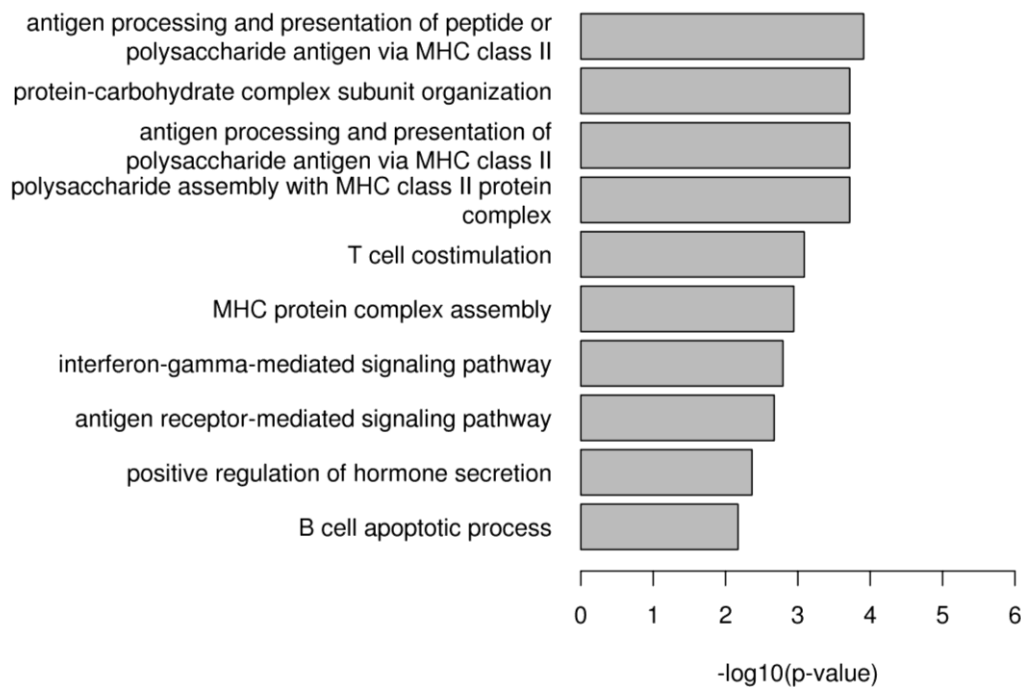 antigen processing and presentation of peptide or
polysaccharide antigen via MHC class II
protein-carbohydrate complex subunit organization
antigen processing and presentation of
polysaccharide antigen via MHC class II
polysaccharide assembly with MHC class II protein
complex
T cell costimulation
MHC protein complex assembly
interferon-gamma-mediated signaling pathway
antigen receptor-mediated signaling pathway
positive regulation of hormone secretion
B cell apoptotic process
0 1 2 3 4 5 6
-log10(p-value)